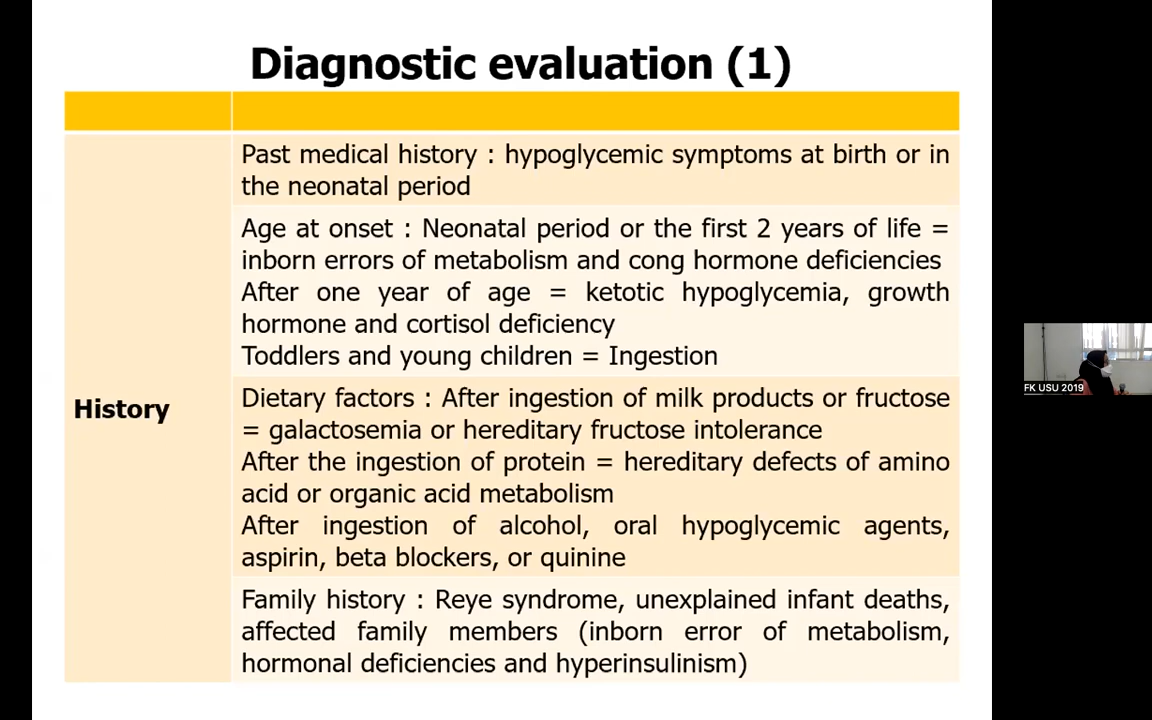 Diagnostic evaluation (1)
History
Past medical history : hypoglycemic symptoms at birth or in
the neonatal period
Age at onset : Neonatal period or the first 2 years of life =
inborn errors of metabolism and cong hormone deficiencies
After one year of age = ketotic hypoglycemia, growth
hormone and cortisol deficiency
Toddlers and young children = Ingestion
Dietary factors : After ingestion of milk products or fructose
= galactosemia or hereditary fructose intolerance
After the ingestion of protein = hereditary defects of amino
acid or organic acid metabolism
After ingestion of alcohol, oral hypoglycemic agents,
aspirin, beta blockers, or quinine
Family history : Reye syndrome, unexplained infant deaths,
affected family members (inborn error of metabolism,
hormonal deficiencies and hyperinsulinism)
FK USU 2019